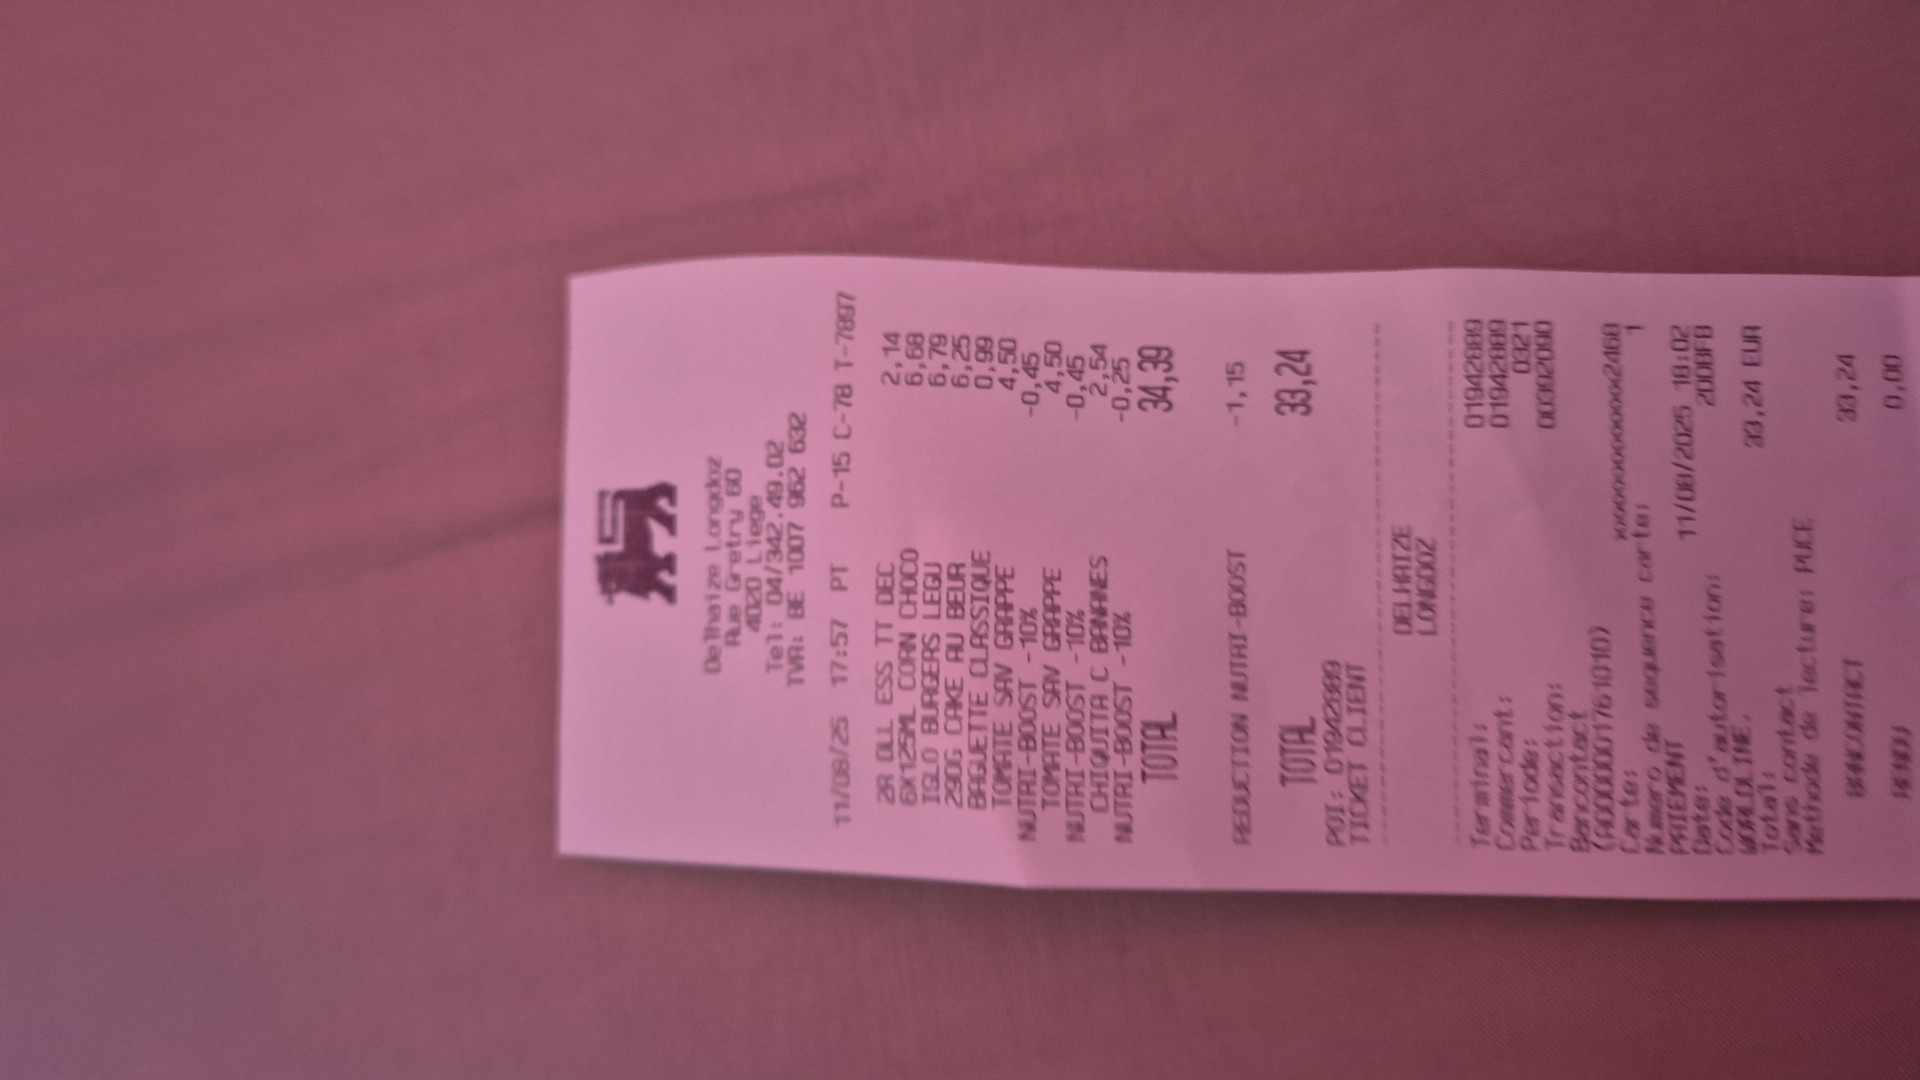 Delhaize Longdoz
Rue Gretry 60
4020 Liege
Tel: 04/342.49.02
TVA: BE 1007 962 632
11/08/25 17:57 PT P-15 C-78 T-7897
2R DLL ESS TT DEC 2,14
6X125ML CORN CHOCO 6,68
IGLO BURGERS LEGU 6,79
290G CAKE AU BEUR 6,25
BAGUETTE CLASSIQUE 0,99
TOMATE SAV GRAPPE 4,50
NUTRI-BOOST -10% -0,45
TOMATE SAV GRAPPE 4,50
NUTRI-BOOST -10% -0,45
CHIQUITA C BANANES 2,54
NUTRI-BOOST -10% -0,25
TOTAL 34,39
REDUCTION NUTRI-BOOST -1,15
TOTAL 33,24
POI: 01942889
TICKET CLIENT
DELHAIZE
LONGDOZ
Terminal: 01942889
Commercant: 01942889
Periode: 0321
Transaction: 00392090
Bancontact
(A0000001761010)
Carte: xxxxxxxxxxxxx2468
Numero de sequence carte: 1
PAIEMENT
Date: 11/08/2025 18:02
Code d'autorisation: 2DDBFB
WORLDLINE.
Total: 33,24 EUR
Sans contact
Methode de lecture: PUCE
BANCONTACT 33,24
RENDU 0,00